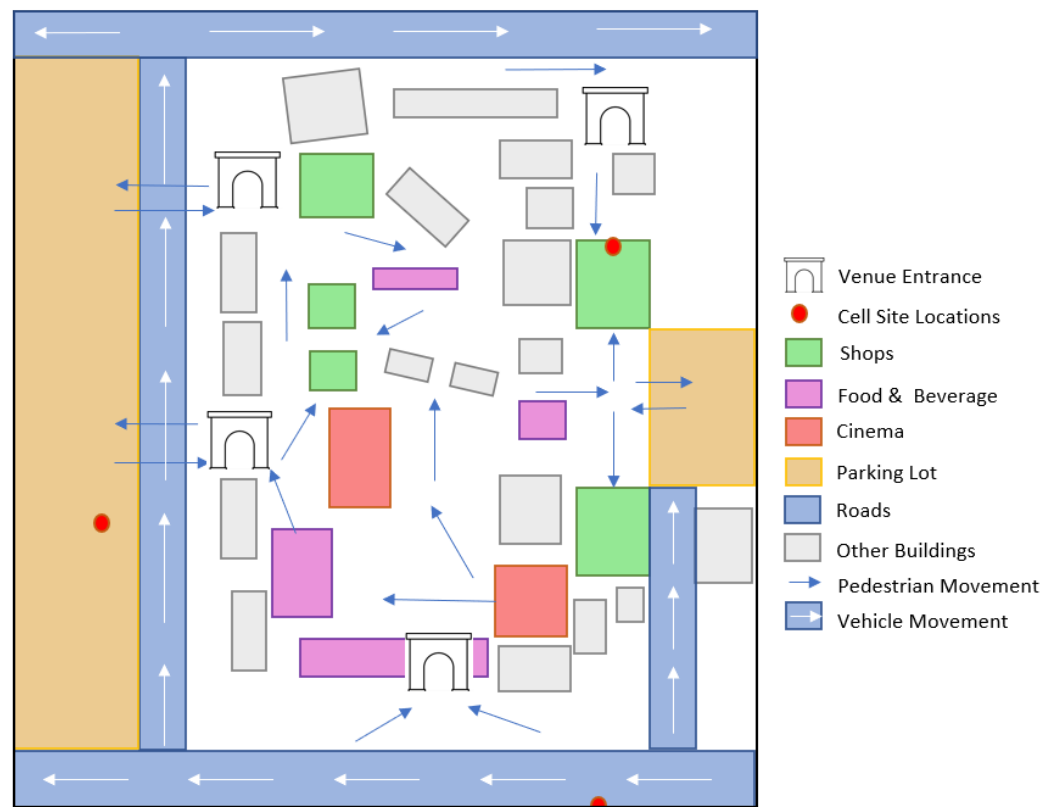 Venue Entrance
Cell Site Locations
Shops
Food & Beverage
Cinema
Parking Lot
Roads
Other Buildings
Pedestrian Movement
Vehicle Movement